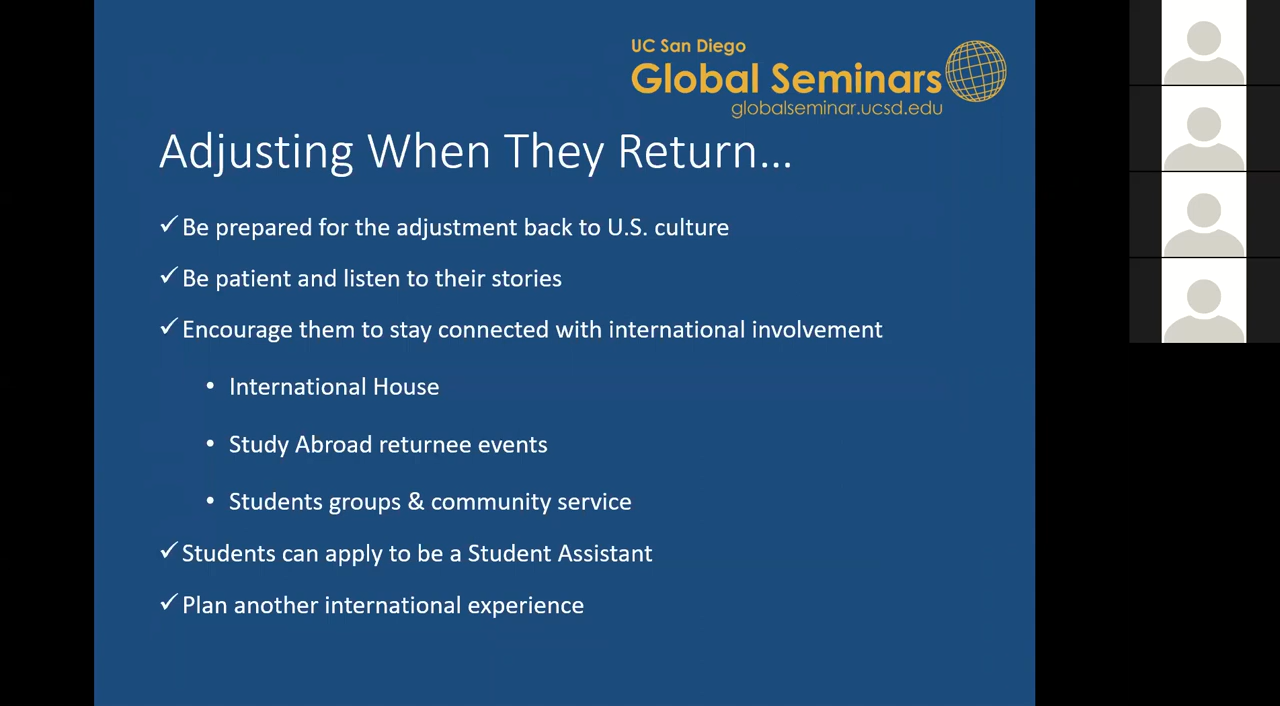 UC San Diego
Global Seminars
globalseminar.ucsd.edu
Adjusting When They Return...
✓ Be prepared for the adjustment back to U.S. culture
✓ Be patient and listen to their stories
✓ Encourage them to stay connected with international involvement
• International House
• Study Abroad returnee events
• Students groups & community service
✓ Students can apply to be a Student Assistant
✓ Plan another international experience